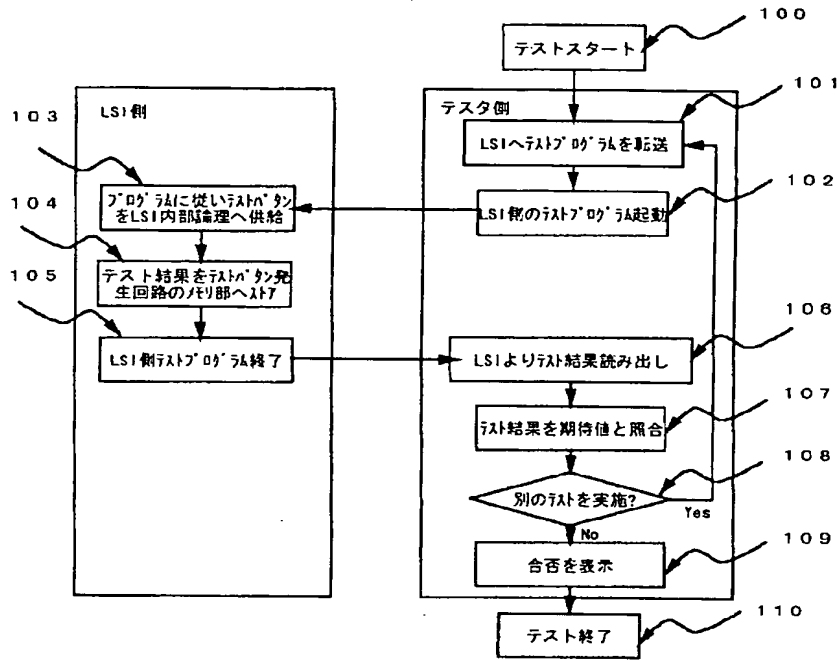 100
テストスタート
101
テスタ側
LSIへテストプログラムを転送
102
LSI側のテストプログラム起動
LSI側
103
プログラムに従いテストパタン
をLSI内部論理へ供給
104
テスト結果をテストパタン発
生回路のメモリ部へストア
105
LSI側テストプログラム終了
106
LSIよりテスト結果読み出し
107
テスト結果を期待値と照合
108
別のテストを実施?
Yes
No
109
合否を表示
110
テスト終了